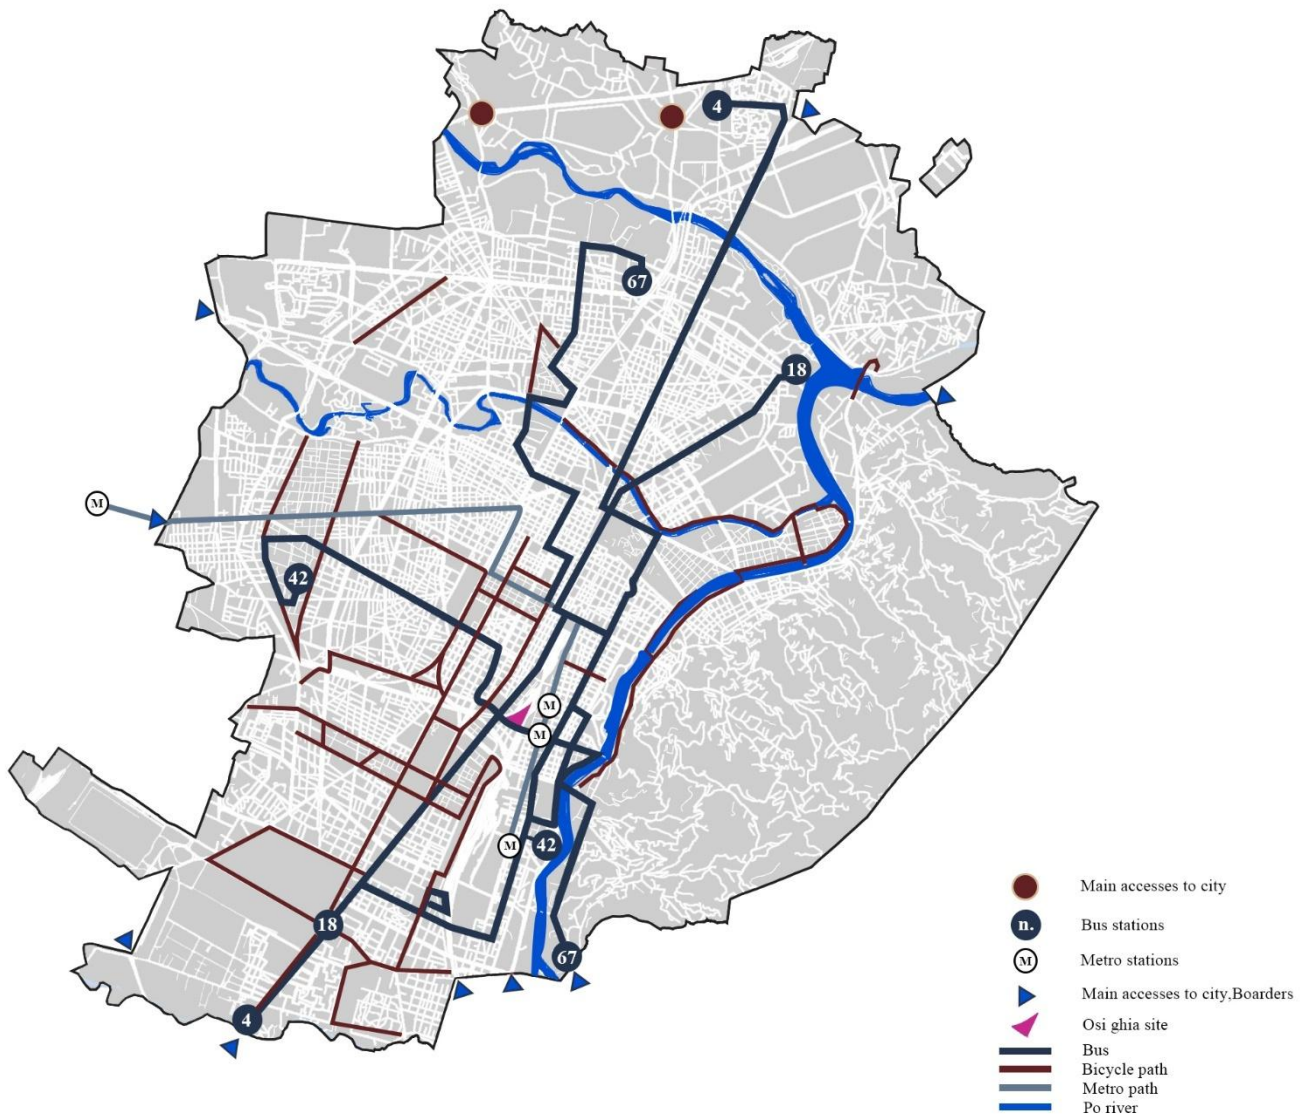 4
67
18
M
42
M
M
M
42
18
67
4
Main accesses to city
n.
Bus stations
M
Metro stations
Main accesses to city,Boarders
Osi ghia site
Bus
Bicycle path
Metro path
Po river